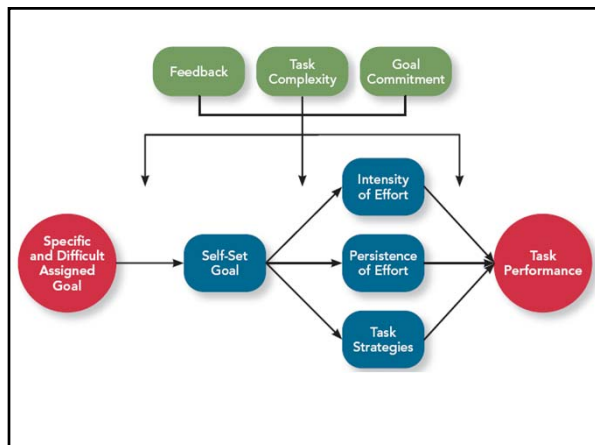 Feedback
Task
Complexity
Goal
Commitment
Intensity
of Effort
Specific
and Difficult
Assigned
Goal
Self-Set
Goal
Persistence
of Effort
Task
Performance
Task
Strategies